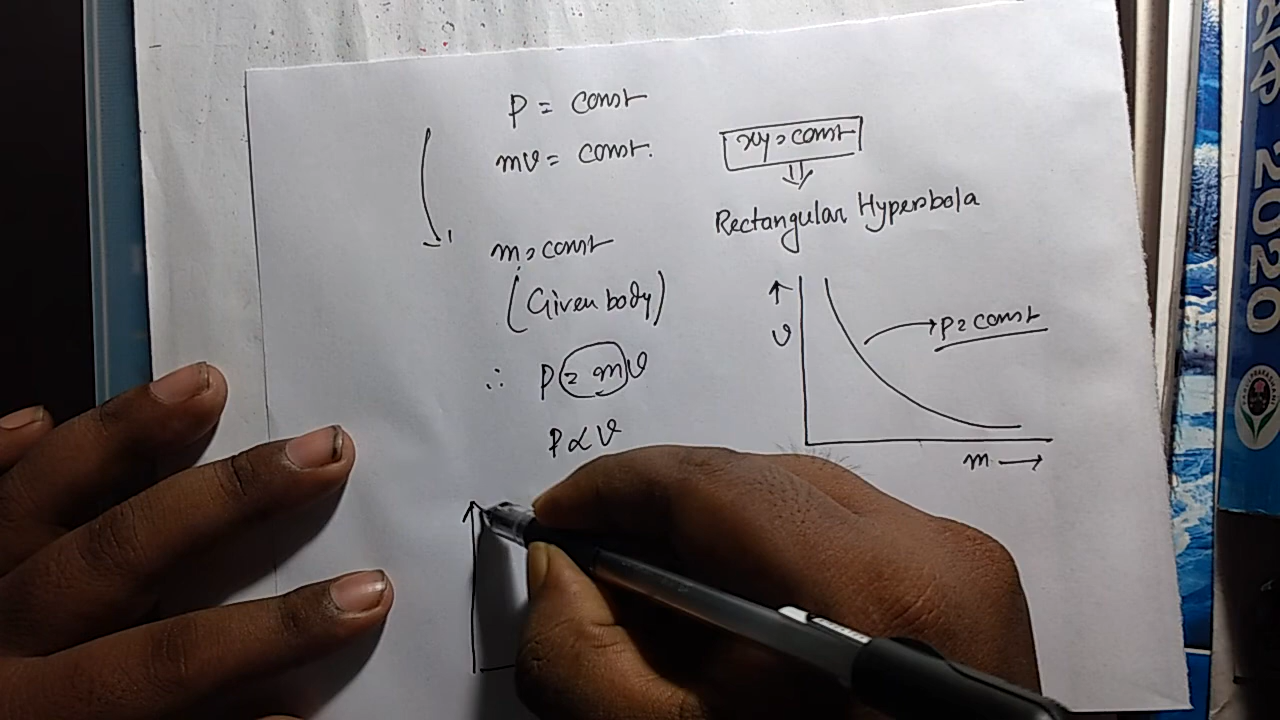 P = const
mv = const.
xy = const
⇓
Rectangular Hyperbola
m = const
(Given body)
∴ P = mv
P ∝ v
↑
v
→ P = const
m →
2020